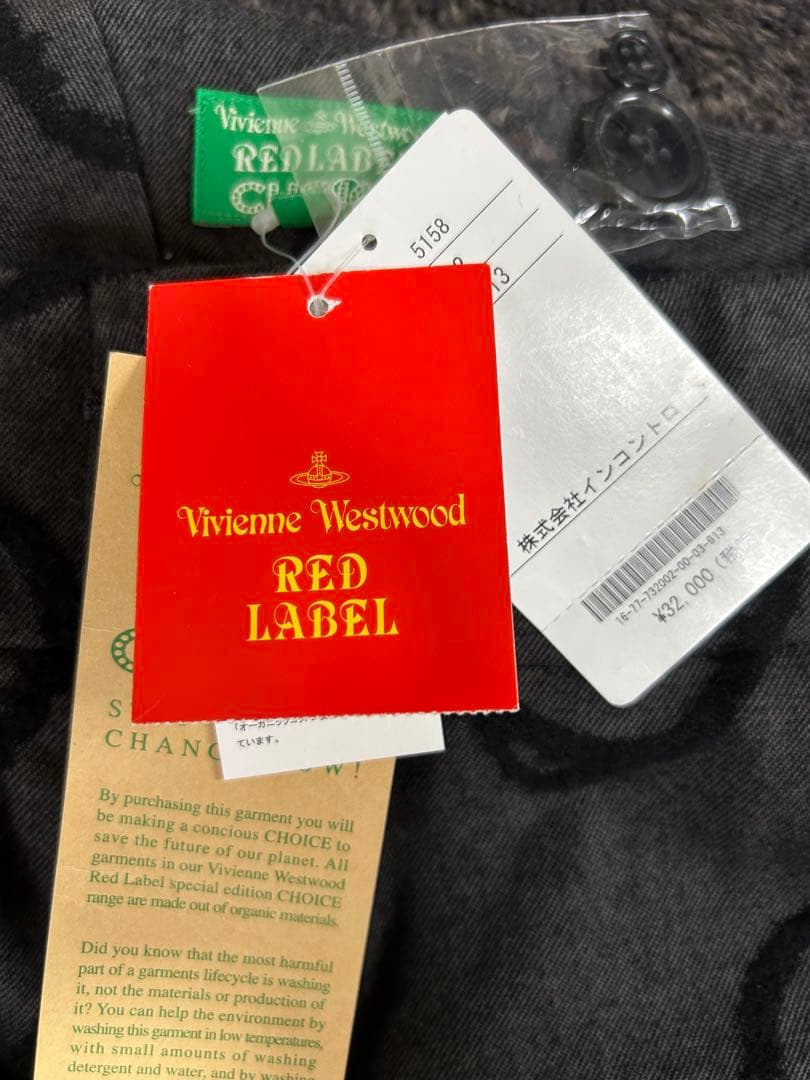 Vivienne Westwood
RED LABEL
5158
13
株式会社インコントロ
16-77-732002-00-03-013
¥32,000
Vivienne Westwood
RED
LABEL
ています。
By purchasing this garment you will
be making a concious CHOICE to
save the future of our planet. All
garments in our Vivienne Westwood
Red Label special edition CHOICE
range are made out of organic materials.
Did you know that the most harmful
part of a garments lifecycle is washing
it, not the materials or production of
it? You can help the environment by
washing this garment in low temperatures,
with small amounts of washing
detergent and water, and by washing